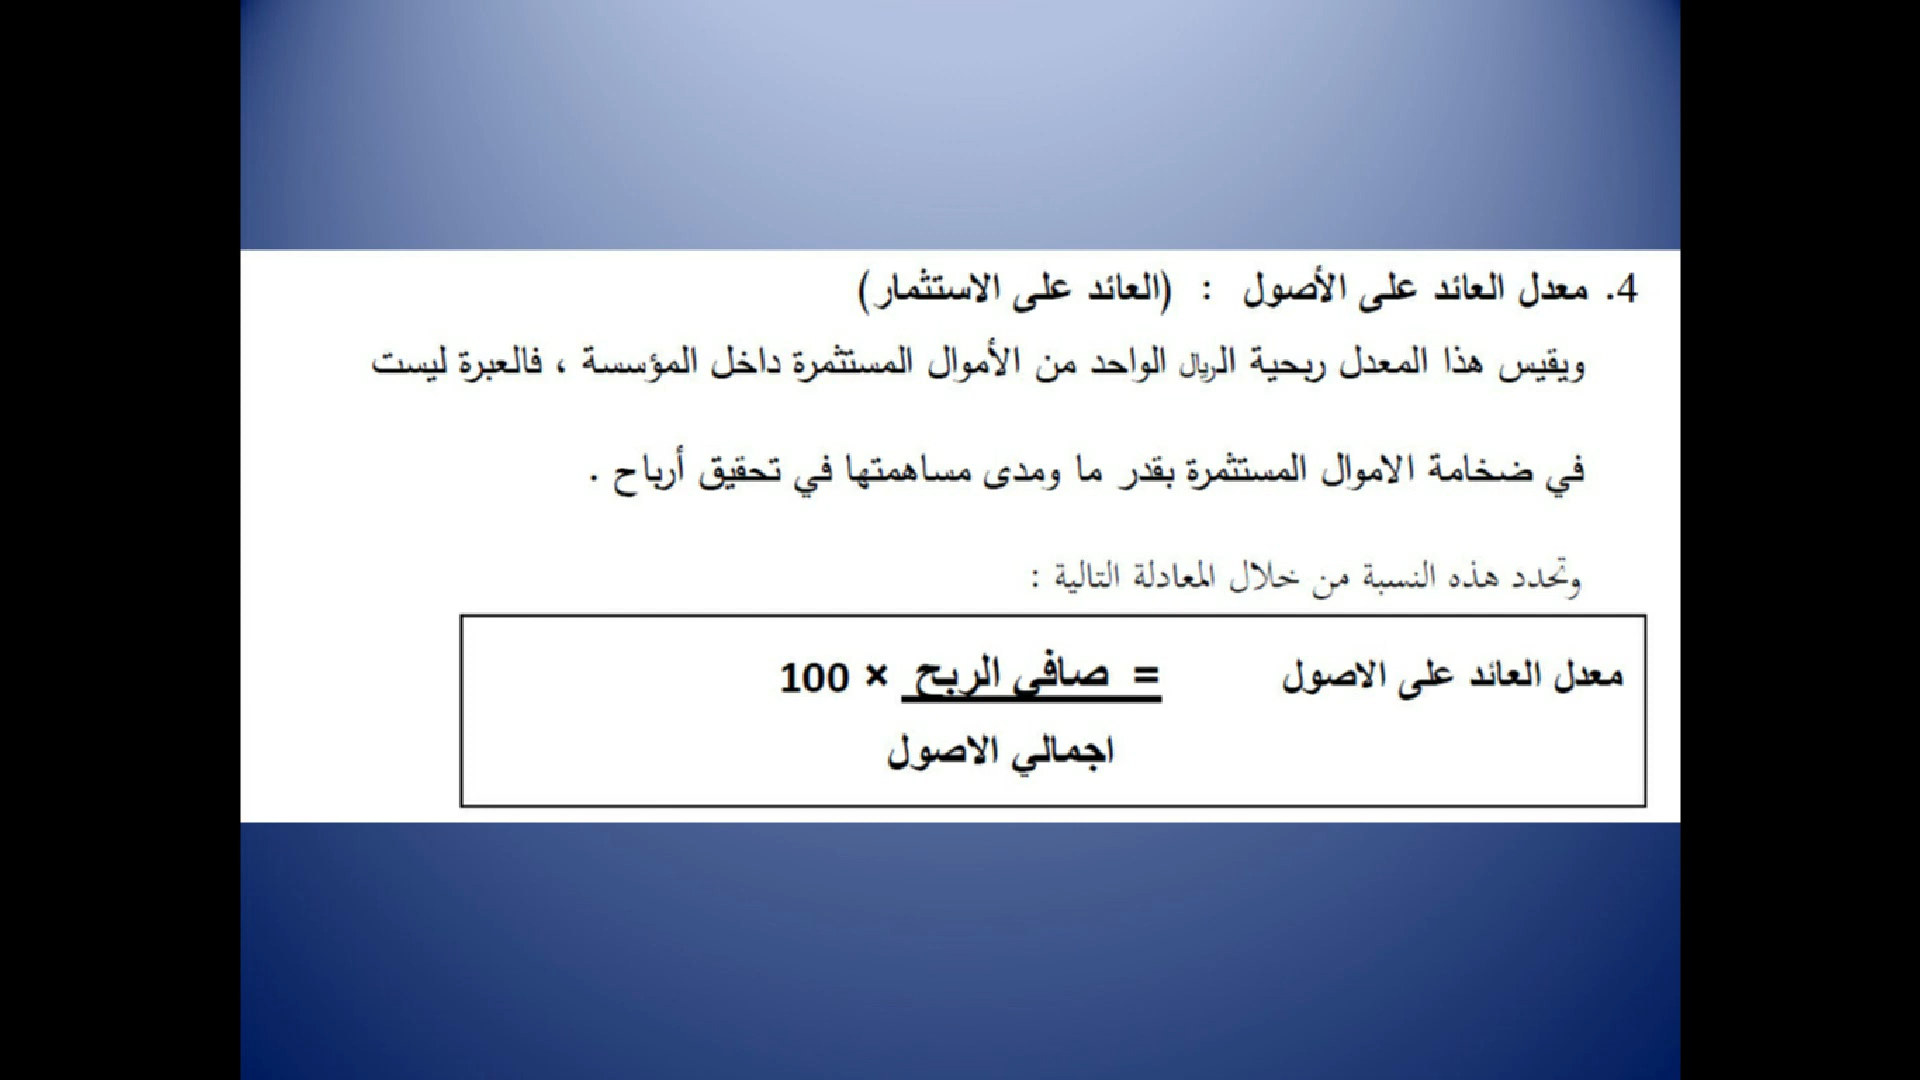 4. معدل العائد على الأصول : (العائد على الاستثمار)
ويقيس هذا المعدل ربحية الريال الواحد من الأموال المستثمرة داخل المؤسسة ، فالعبرة ليست
في ضخامة الاموال المستثمرة بقدر ما ومدى مساهمتها في تحقيق أرباح .
وتحدد هذه النسبة من خلال المعادلة التالية :
معدل العائد على الاصول = صافي الربح × 100
اجمالي الاصول